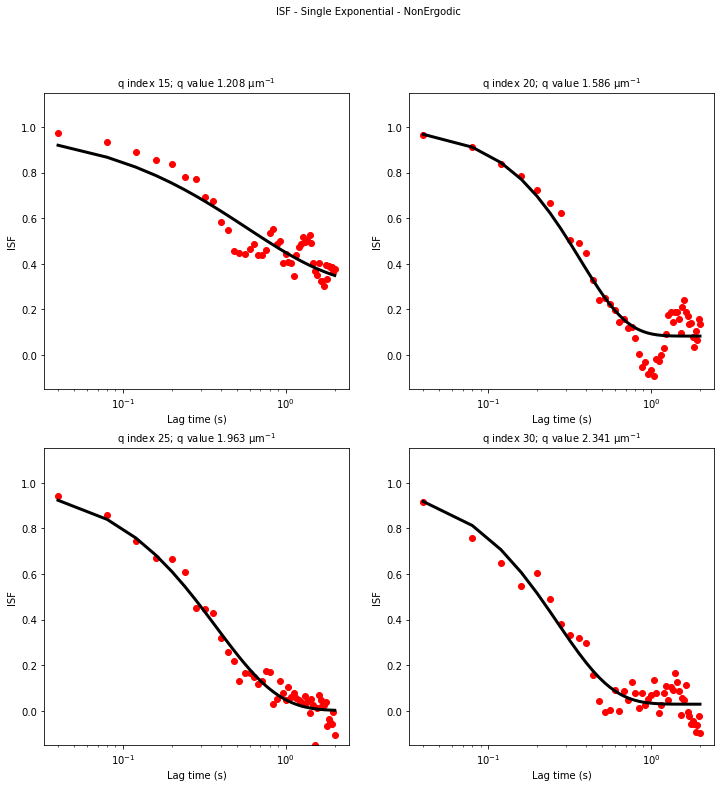 ISF - Single Exponential - NonErgodic
q index 15; q value 1.208 μm⁻¹
q index 20; q value 1.586 μm⁻¹
ISF
1.0
0.8
0.6
0.4
0.2
0.0
10⁻¹
10⁰
Lag time (s)
ISF
1.0
0.8
0.6
0.4
0.2
0.0
10⁻¹
10⁰
Lag time (s)
q index 25; q value 1.963 μm⁻¹
q index 30; q value 2.341 μm⁻¹
ISF
1.0
0.8
0.6
0.4
0.2
0.0
10⁻¹
10⁰
Lag time (s)
ISF
1.0
0.8
0.6
0.4
0.2
0.0
10⁻¹
10⁰
Lag time (s)